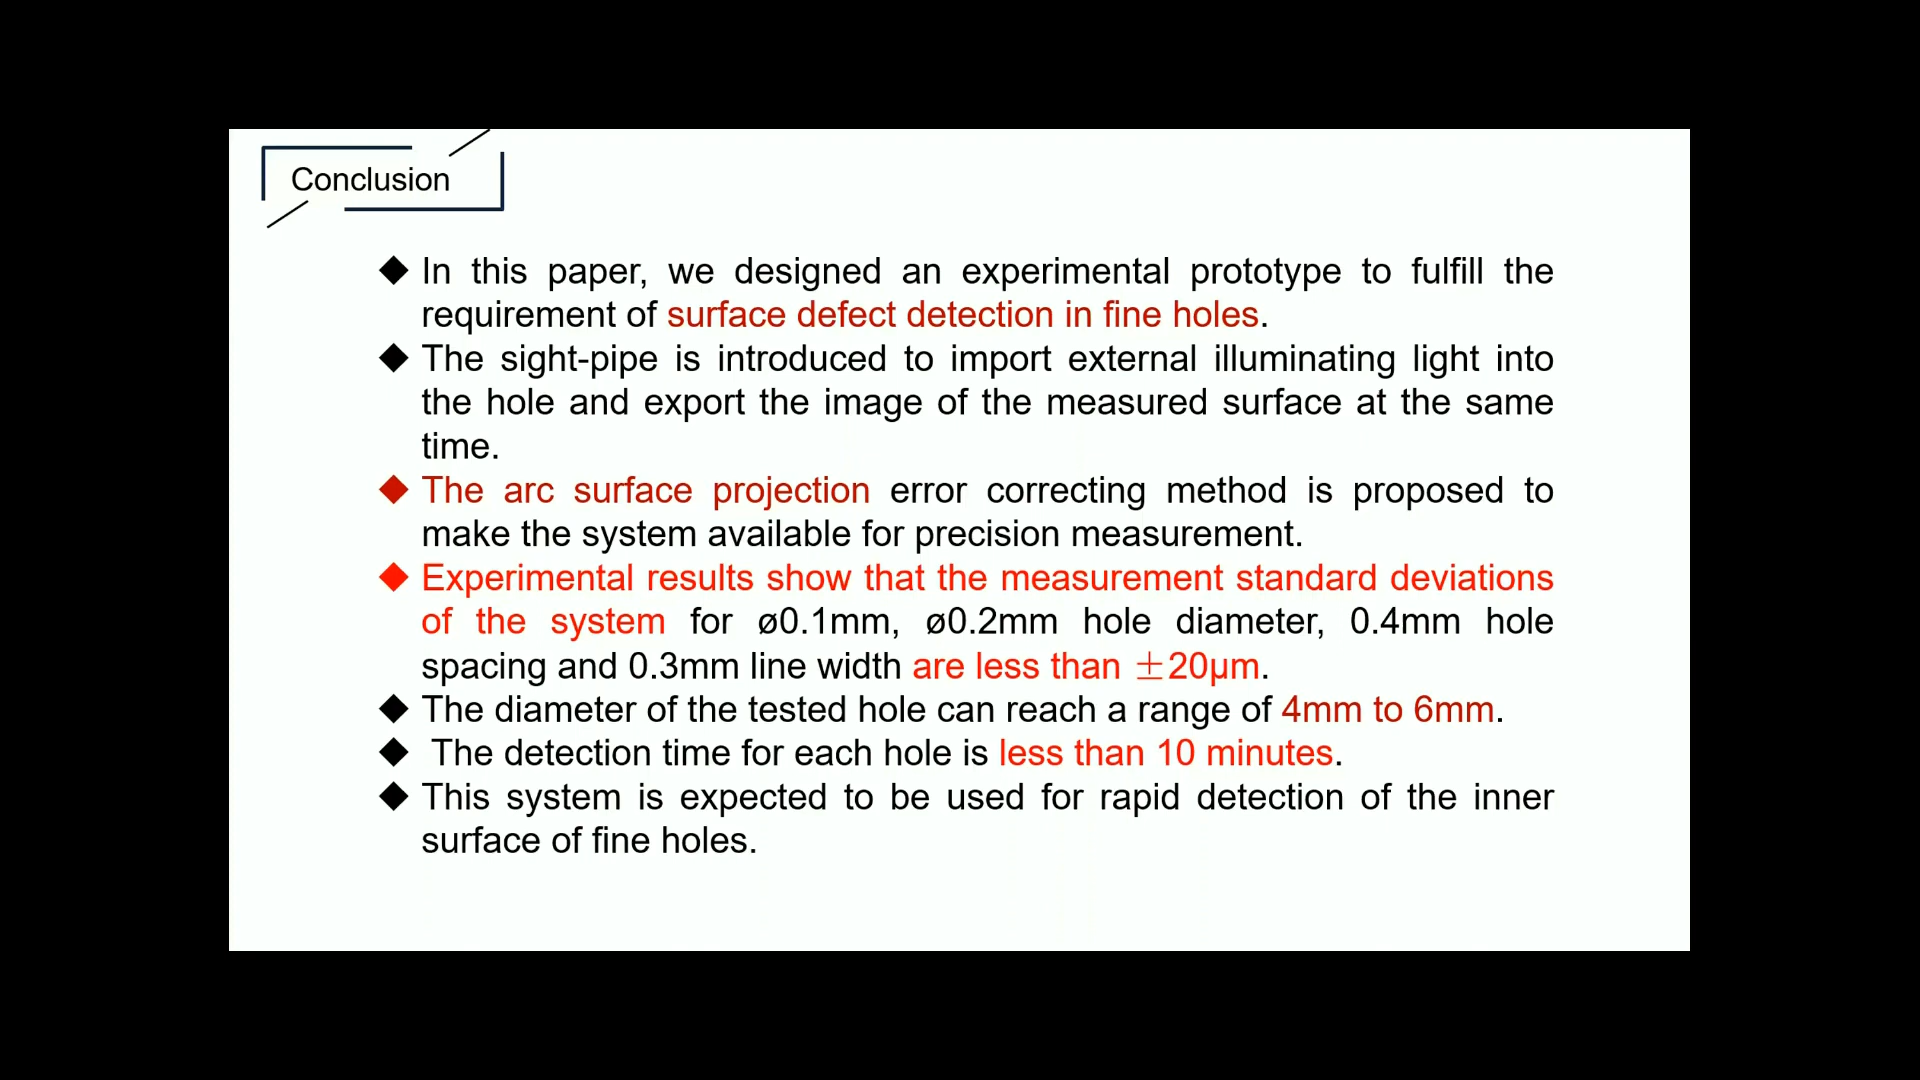 Conclusion
In this paper, we designed an experimental prototype to fulfill the
requirement of surface defect detection in fine holes.
The sight-pipe is introduced to import external illuminating light into
the hole and export the image of the measured surface at the same
time.
The arc surface projection error correcting method is proposed to
make the system available for precision measurement.
Experimental results show that the measurement standard deviations
of the system for ø0.1mm, ø0.2mm hole diameter, 0.4mm hole
spacing and 0.3mm line width are less than ±20μm.
The diameter of the tested hole can reach a range of 4mm to 6mm.
The detection time for each hole is less than 10 minutes.
This system is expected to be used for rapid detection of the inner
surface of fine holes.